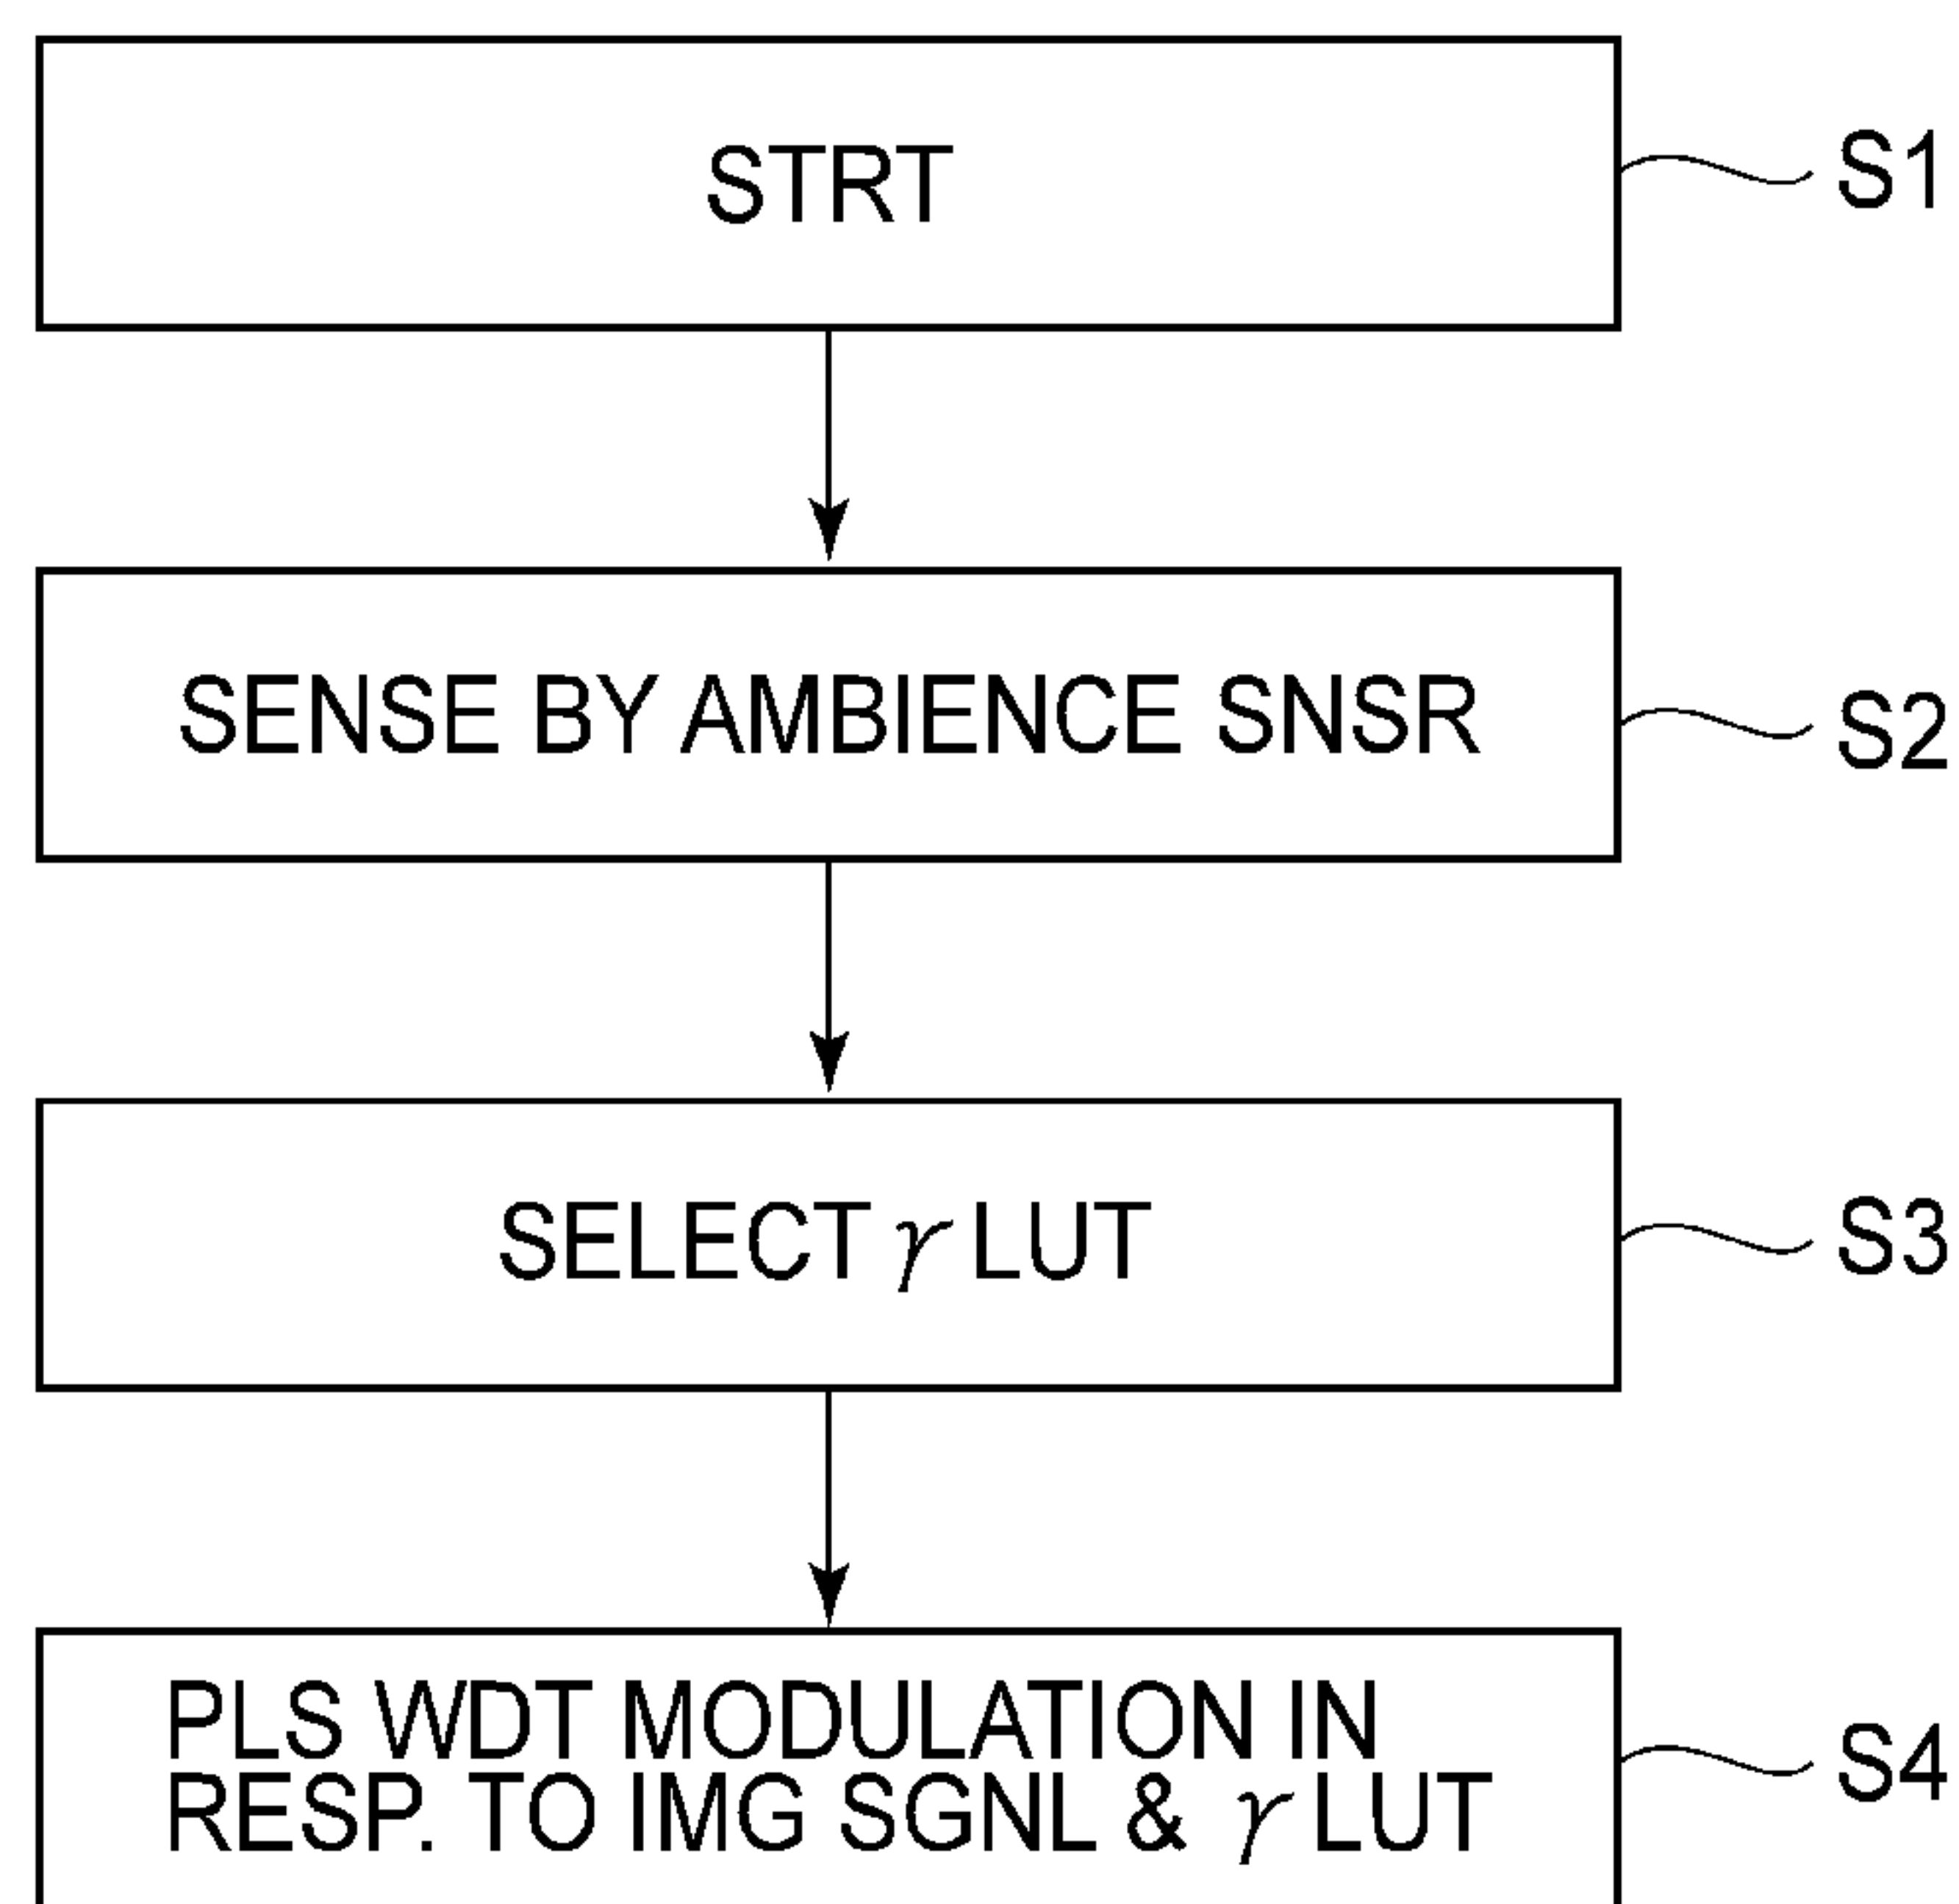 STRT
S1
SENSE BY AMBIENCE SNSR
S2
SELECT γ LUT
S3
PLS WDT MODULATION IN
RESP. TO IMG SGNL & γ LUT
S4